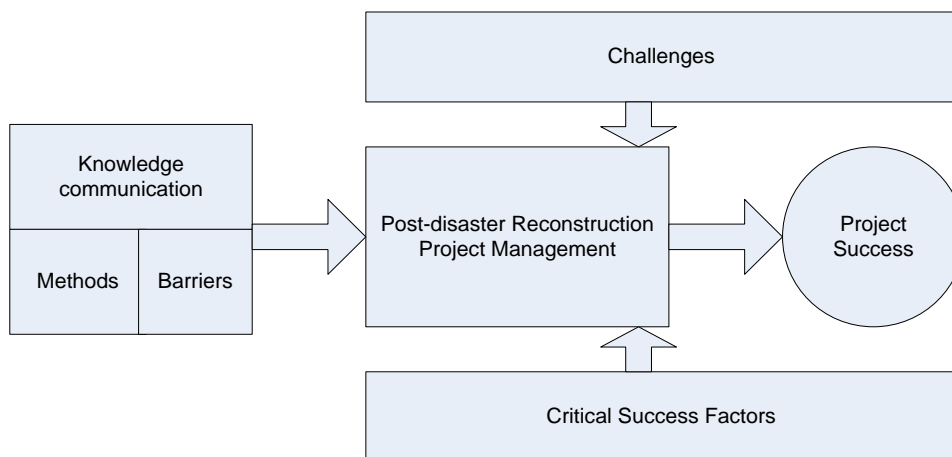 Challenges
Knowledge
communication
Methods
Barriers
Post-disaster Reconstruction
Project Management
Project
Success
Critical Success Factors